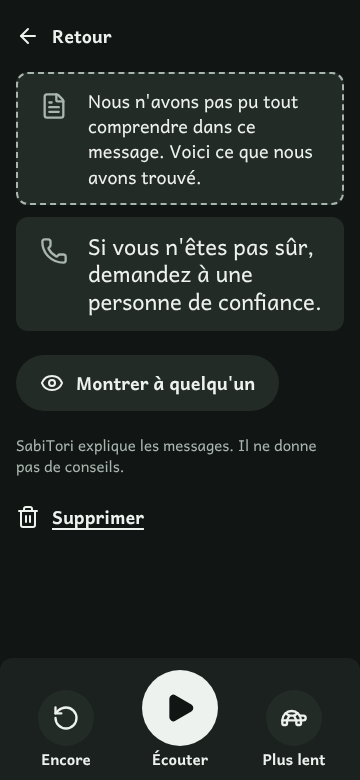 Retour
Nous n'avons pas pu tout
comprendre dans ce
message. Voici ce que nous
avons trouvé.
Si vous n'êtes pas sûr,
demandez à une
personne de confiance.
Montrer à quelqu'un
SabiTori explique les messages. Il ne donne
pas de conseils.
Supprimer
Encore
Écouter
Plus lent